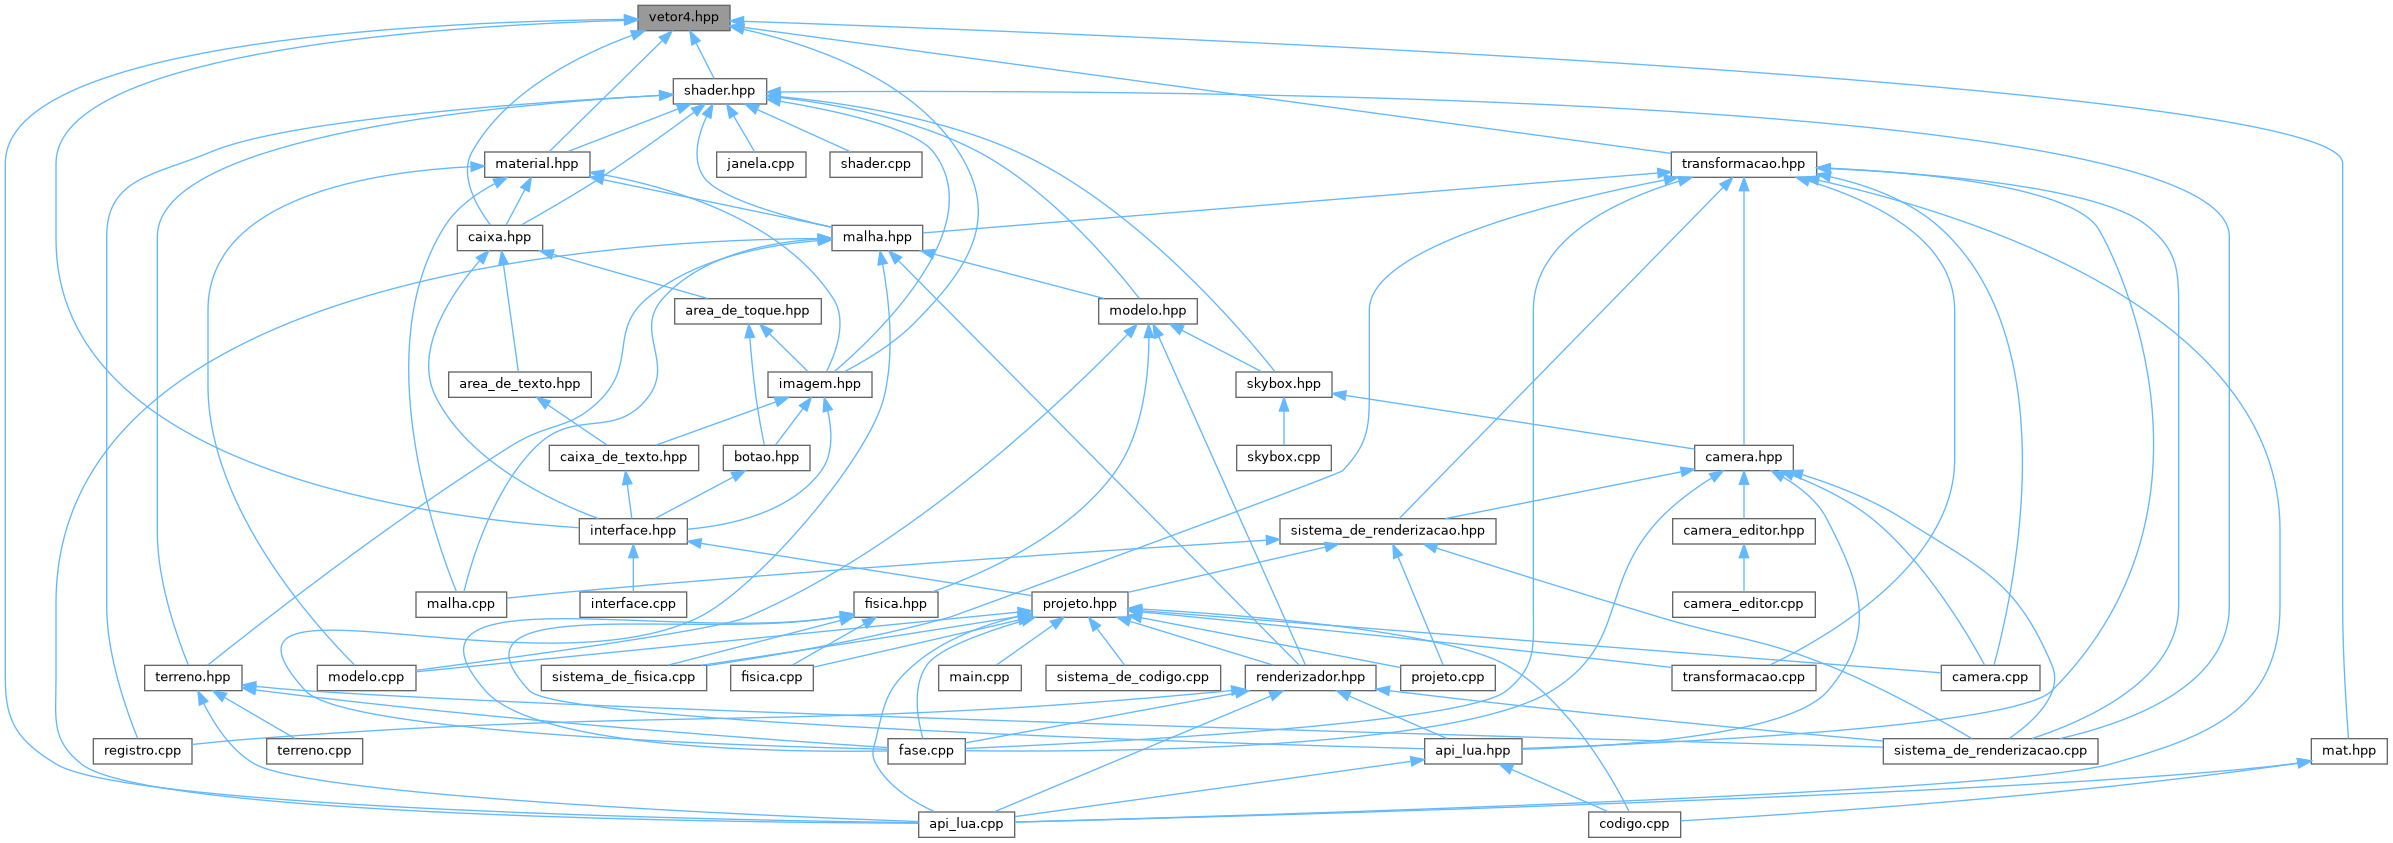 vetor4.hpp
shader.hpp
material.hpp
janela.cpp
shader.cpp
transformacao.hpp
caixa.hpp
malha.hpp
area_de_toque.hpp
modelo.hpp
area_de_texto.hpp
imagem.hpp
skybox.hpp
caixa_de_texto.hpp
botao.hpp
skybox.cpp
camera.hpp
interface.hpp
sistema_de_renderizacao.hpp
camera_editor.hpp
malha.cpp
interface.cpp
fisica.hpp
projeto.hpp
camera_editor.cpp
terreno.hpp
modelo.cpp
sistema_de_fisica.cpp
fisica.cpp
main.cpp
sistema_de_codigo.cpp
renderizador.hpp
projeto.cpp
transformacao.cpp
camera.cpp
registro.cpp
terreno.cpp
fase.cpp
api_lua.hpp
sistema_de_renderizacao.cpp
mat.hpp
api_lua.cpp
codigo.cpp